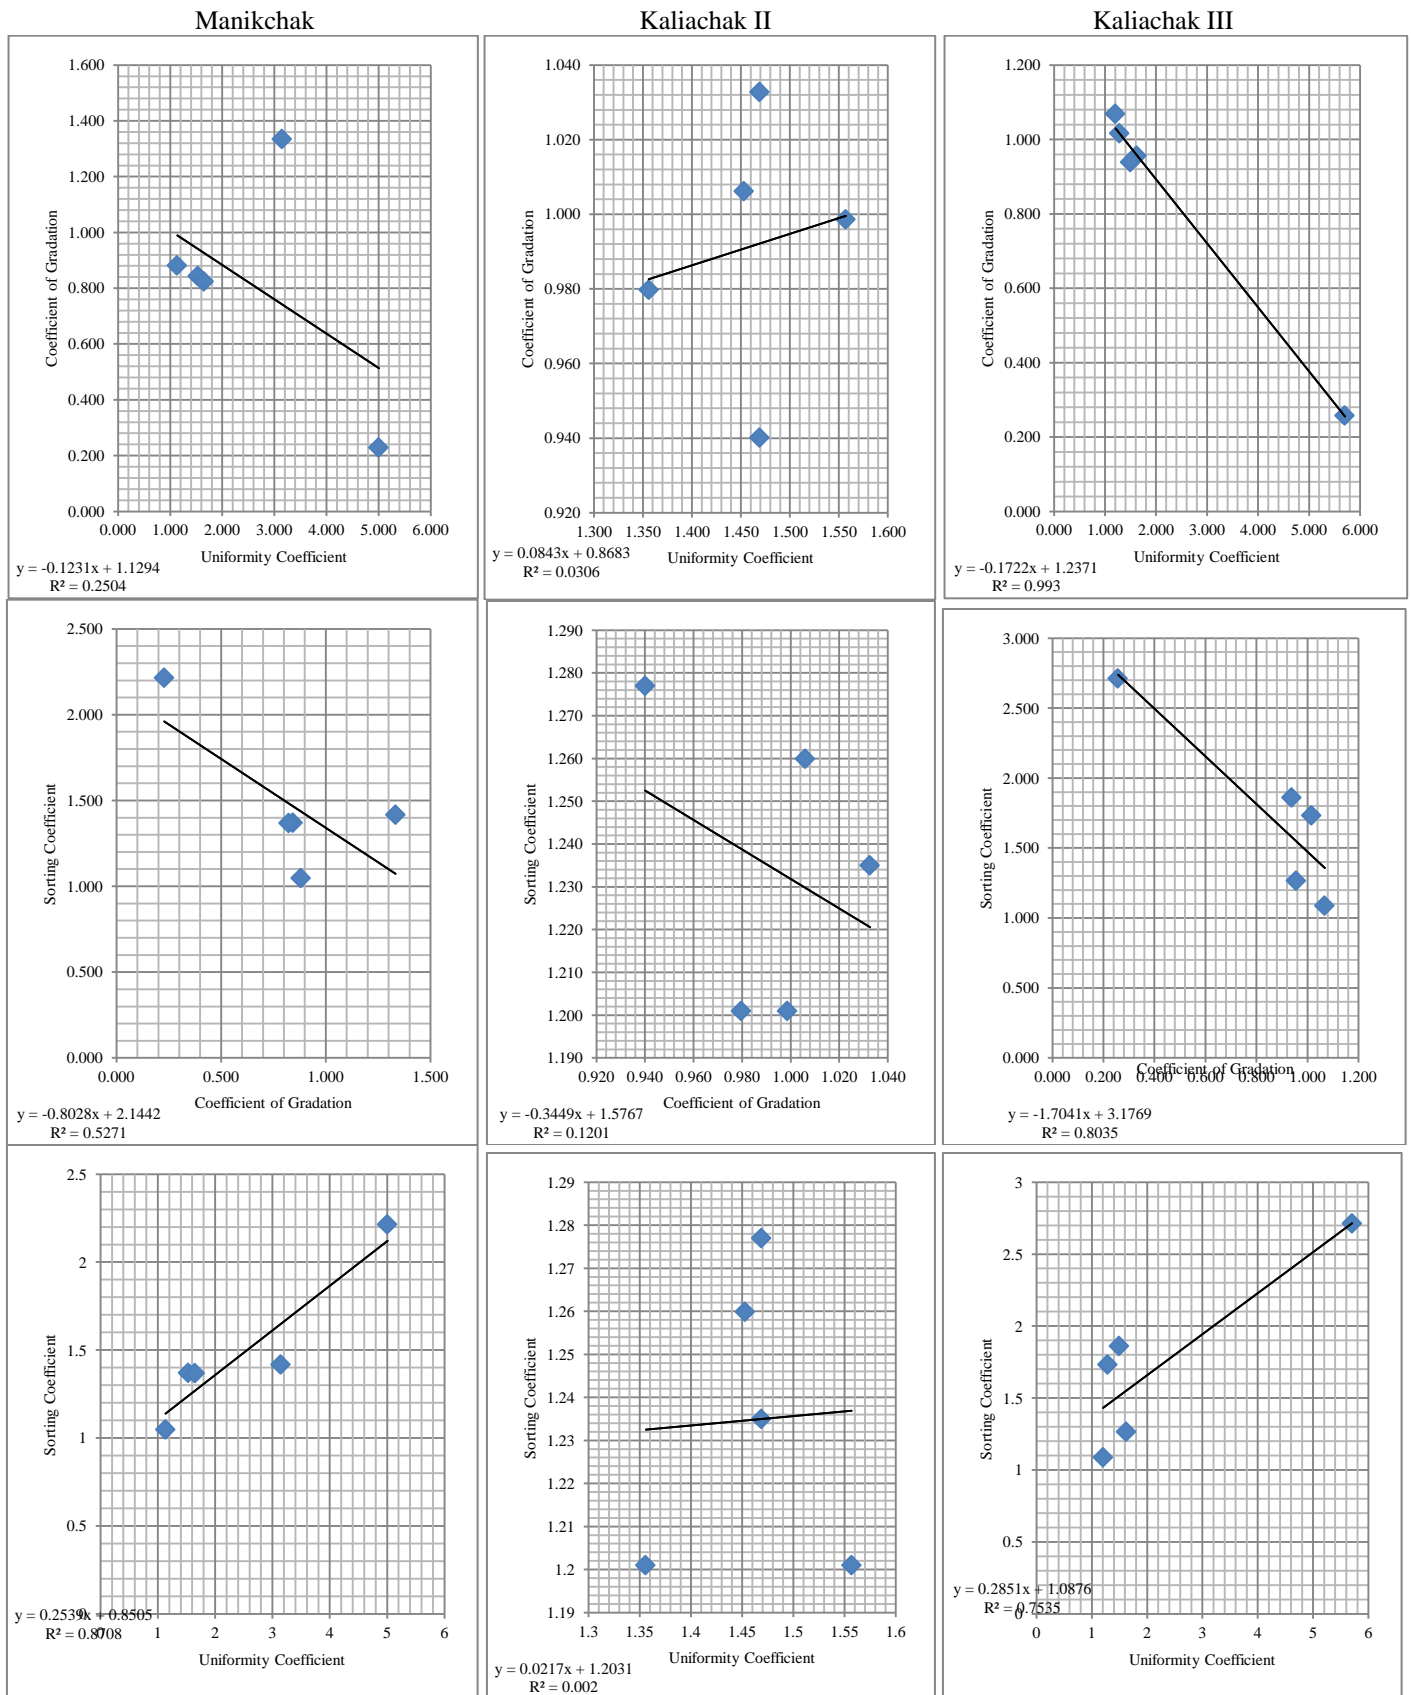 Manikchak
Kaliachak II
Kaliachak III
1.600
1.400
1.200
1.000
0.800
0.600
0.400
0.200
0.000
0.000 1.000 2.000 3.000 4.000 5.000 6.000
Coefficient of Gradation
Uniformity Coefficient
y = -0.1231x + 1.1294
R² = 0.2504
1.040
1.020
1.000
0.980
0.960
0.940
0.920
1.300 1.350 1.400 1.450 1.500 1.550 1.600
Coefficient of Gradation
Uniformity Coefficient
y = 0.0843x + 0.8683
R² = 0.0306
1.200
1.000
0.800
0.600
0.400
0.200
0.000
0.000 1.000 2.000 3.000 4.000 5.000 6.000
Coefficient of Gradation
Uniformity Coefficient
y = -0.1722x + 1.2371
R² = 0.993
2.500
2.000
1.500
1.000
0.500
0.000
0.000 0.500 1.000 1.500
Sorting Coefficient
Coefficient of Gradation
y = -0.8028x + 2.1442
R² = 0.5271
1.290
1.280
1.270
1.260
1.250
1.240
1.230
1.220
1.210
1.200
1.190
0.920 0.940 0.960 0.980 1.000 1.020 1.040
Sorting Coefficient
Coefficient of Gradation
y = -0.3449x + 1.5767
R² = 0.1201
3.000
2.500
2.000
1.500
1.000
0.500
0.000
0.000 0.200 0.400 0.600 0.800 1.000 1.200
Sorting Coefficient
Coefficient of Gradation
y = -1.7041x + 3.1769
R² = 0.8035
2.5
2
1.5
1
0.5
0
0 1 2 3 4 5 6
Sorting Coefficient
Uniformity Coefficient
y = 0.2539x + 0.8505
R² = 0.8708
1.29
1.28
1.27
1.26
1.25
1.24
1.23
1.22
1.21
1.2
1.19
1.3 1.35 1.4 1.45 1.5 1.55 1.6
Sorting Coefficient
Uniformity Coefficient
y = 0.0217x + 1.2031
R² = 0.002
3
2.5
2
1.5
1
0.5
0
0 1 2 3 4 5 6
Sorting Coefficient
Uniformity Coefficient
y = 0.2851x + 1.0876
R² = 0.7535